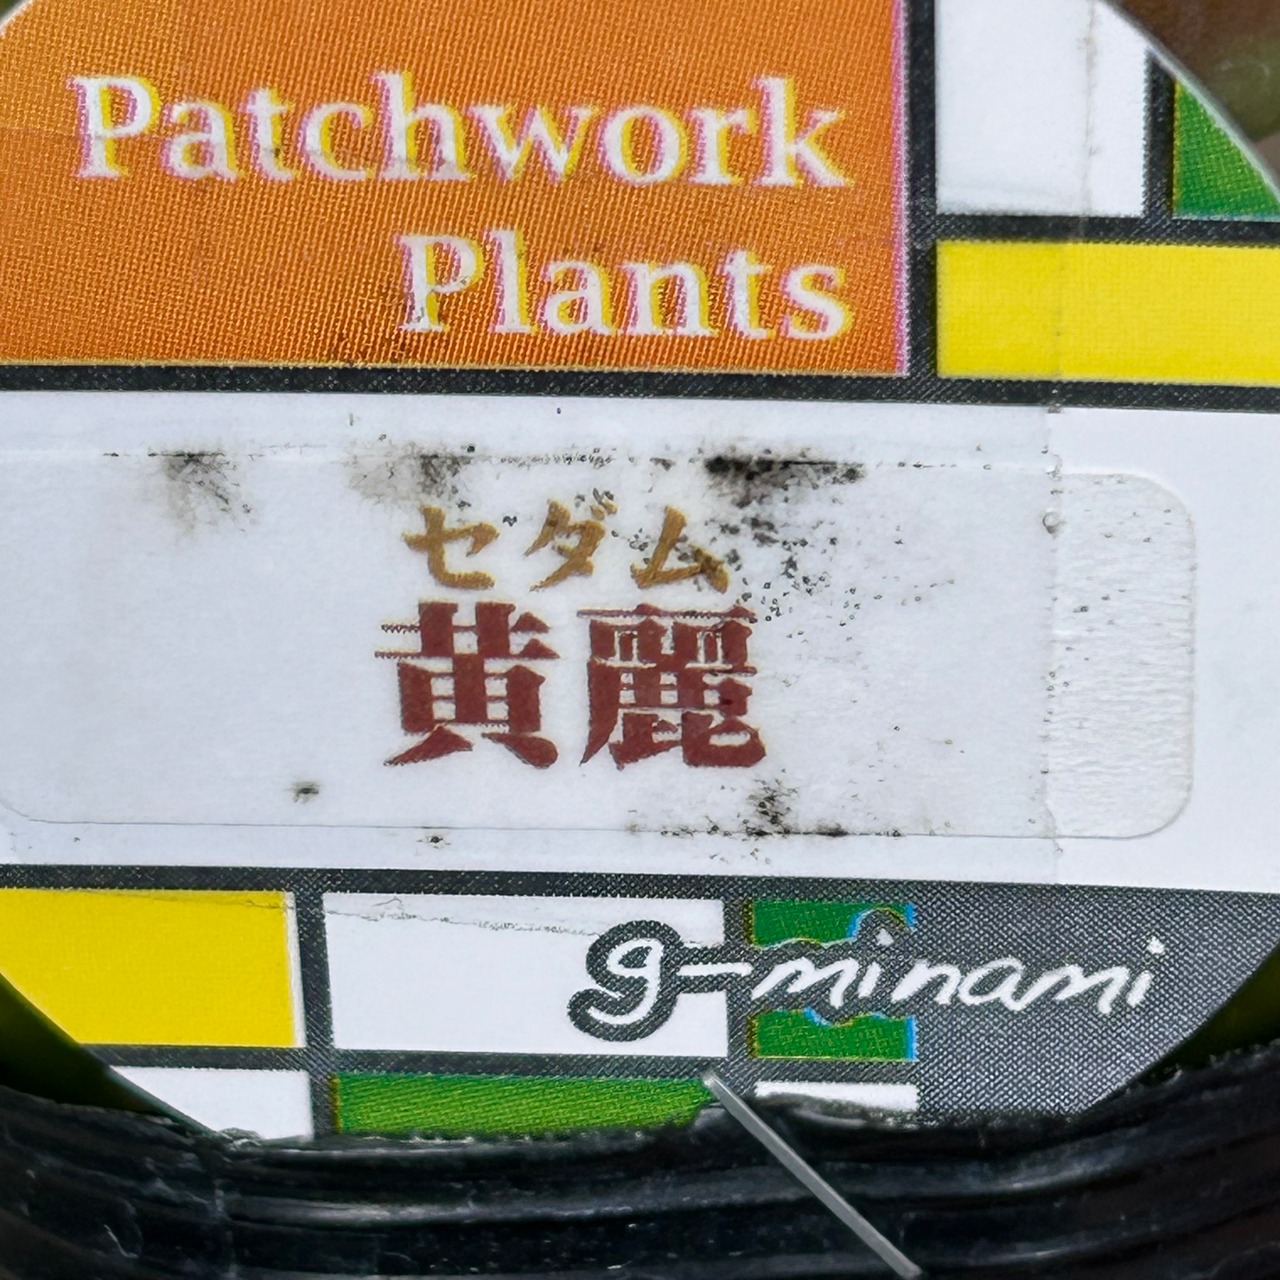 Patchwork
Plants
セダム
黄麗
g-minami